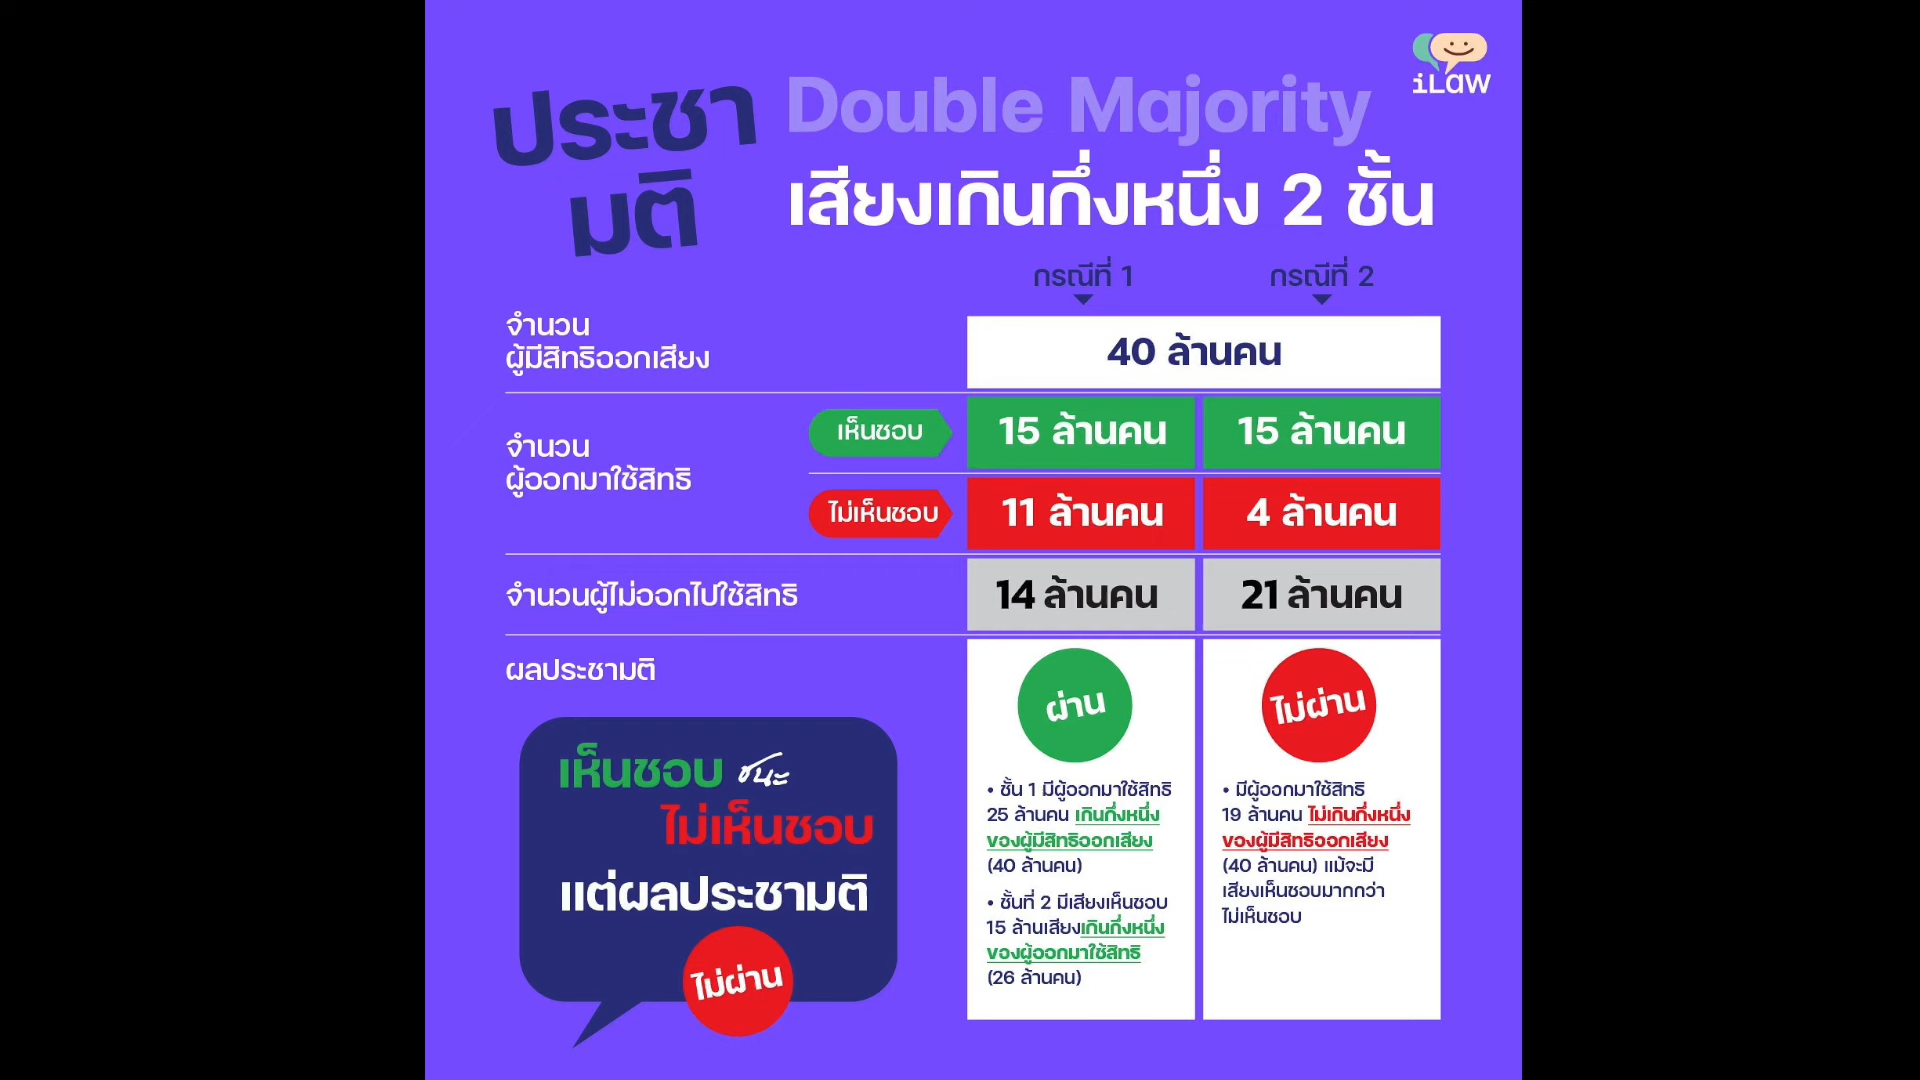 iLaw
ประชา
มติ
Double Majority
เสียงเกินกึ่งหนึ่ง 2 ชั้น
กรณีที่ 1
กรณีที่ 2
จำนวน
ผู้มีสิทธิออกเสียง
40 ล้านคน
จำนวน
ผู้ออกมาใช้สิทธิ
เห็นชอบ
15 ล้านคน
15 ล้านคน
ไม่เห็นชอบ
11 ล้านคน
4 ล้านคน
จำนวนผู้ไม่ออกไปใช้สิทธิ
14 ล้านคน
21 ล้านคน
ผลประชามติ
ผ่าน
• ชั้น 1 มีผู้ออกมาใช้สิทธิ
25 ล้านคน เกินกึ่งหนึ่ง
ของผู้มีสิทธิออกเสียง
(40 ล้านคน)
• ชั้นที่ 2 มีเสียงเห็นชอบ
15 ล้านเสียงเกินกึ่งหนึ่ง
ของผู้ออกมาใช้สิทธิ
(26 ล้านคน)
ไม่ผ่าน
• มีผู้ออกมาใช้สิทธิ
19 ล้านคน ไม่เกินกึ่งหนึ่ง
ของผู้มีสิทธิออกเสียง
(40 ล้านคน) แม้จะมี
เสียงเห็นชอบมากกว่า
ไม่เห็นชอบ
เห็นชอบ ชนะ
ไม่เห็นชอบ
แต่ผลประชามติ
ไม่ผ่าน